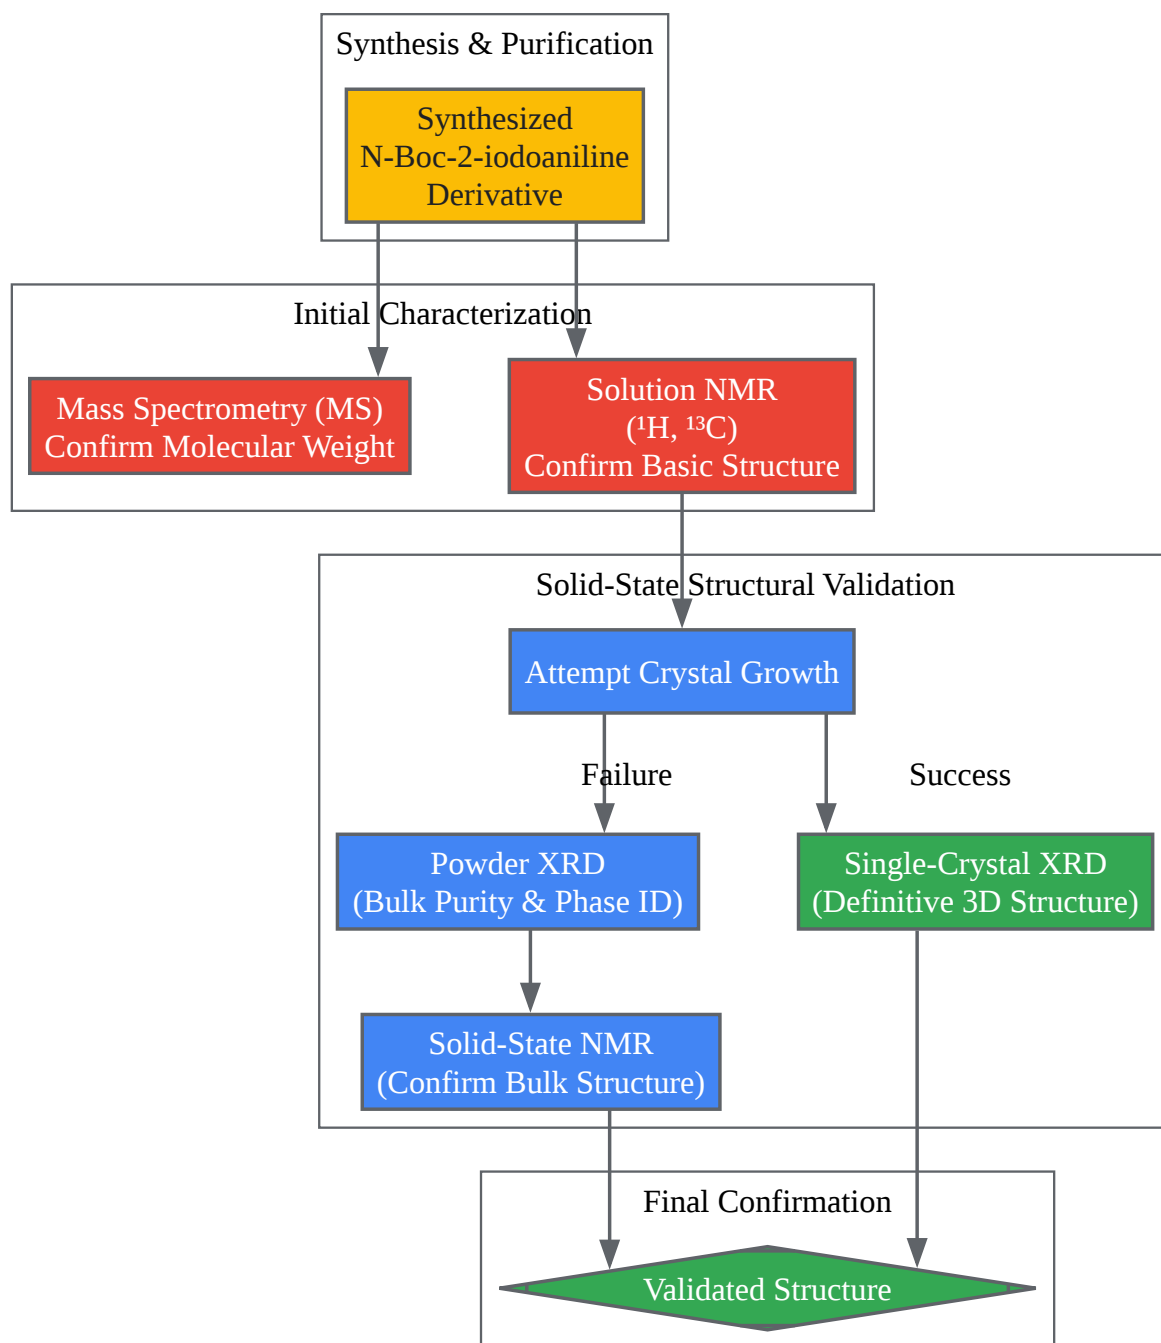 Synthesis & Purification
Synthesized
N-Boc-2-iodoaniline
Derivative
Initial Characterization
Mass Spectrometry (MS)
Confirm Molecular Weight
Solution NMR
(¹H, ¹³C)
Confirm Basic Structure
Solid-State Structural Validation
Attempt Crystal Growth
Failure
Success
Powder XRD
(Bulk Purity & Phase ID)
Single-Crystal XRD
(Definitive 3D Structure)
Solid-State NMR
(Confirm Bulk Structure)
Final Confirmation
Validated Structure